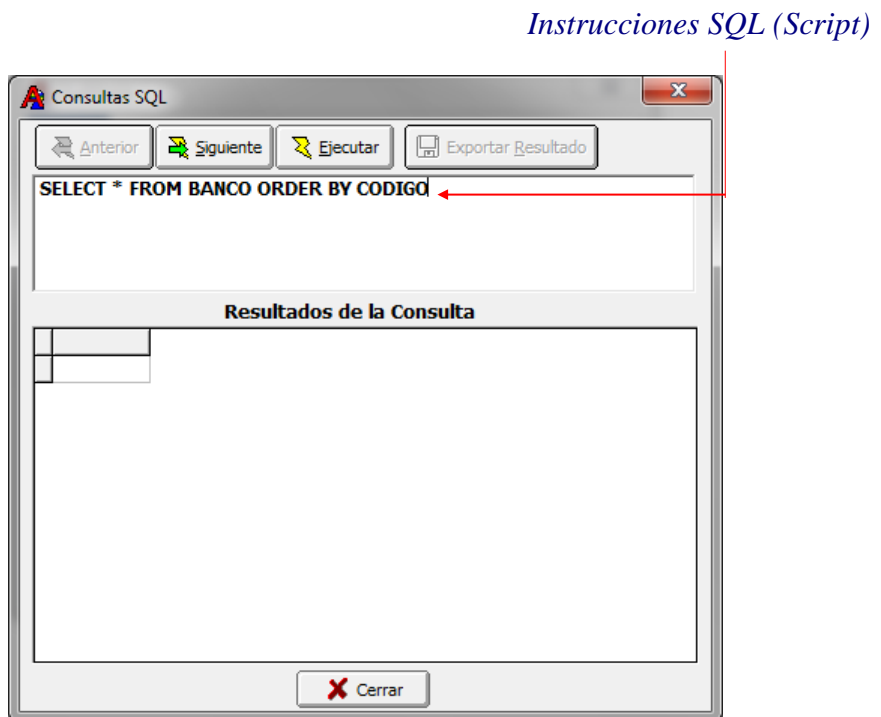 Instrucciones SQL (Script)
Consultas SQL
Anterior Siguiente Ejecutar Exportar Resultado
SELECT * FROM BANCO ORDER BY CODIGO
Resultados de la Consulta
Cerrar